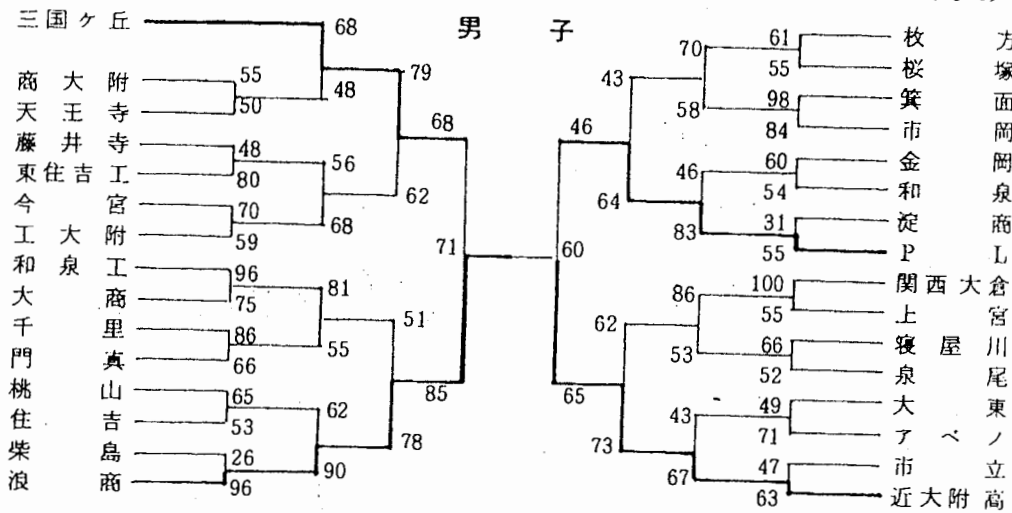 男子
三国ヶ丘
商大附
天王寺
藤井寺
東住吉工
今宮
工大附
和泉工
大商
千里
門真
桃山
住吉
柴島
浪商
68
55
50
48
79
48
80
56
70
59
68
62
68
96
75
81
86
66
55
51
65
53
62
26
96
90
78
85
71
60
46
65
43
64
70
58
61
55
98
84
46
83
60
54
31
55
62
73
86
53
100
55
66
52
43
67
49
71
47
63
枚方
桜塚
箕面
市岡
金岡
和泉
淀商
PL
関西大倉
上宮
寝屋川
泉尾
大東
アベノ
市立
近大附高